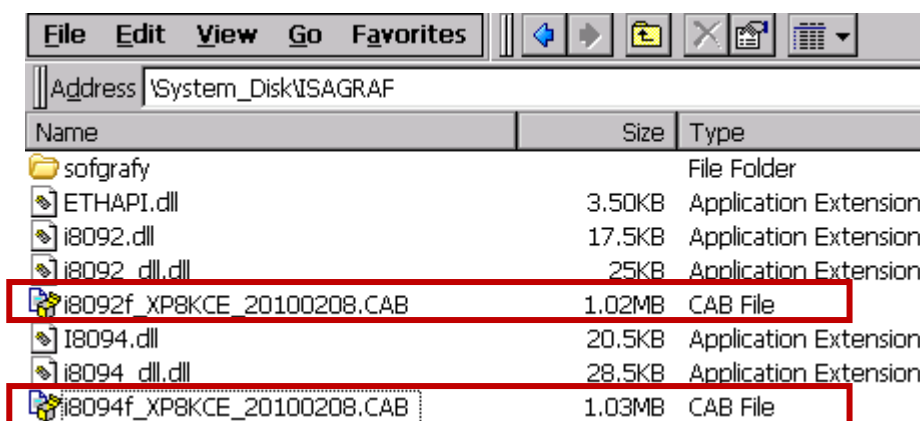 File Edit View Go Favorites
Address \System_Disk\ISAGRAF
Name Size Type
sofgrafy File Folder
ETHAPI.dll 3.50KB Application Extension
i8092.dll 17.5KB Application Extension
i8092_dll.dll 25KB Application Extension
i8092f_XP8KCE_20100208.CAB 1.02MB CAB File
I8094.dll 20.5KB Application Extension
i8094_dll.dll 28.5KB Application Extension
i8094f_XP8KCE_20100208.CAB 1.03MB CAB File